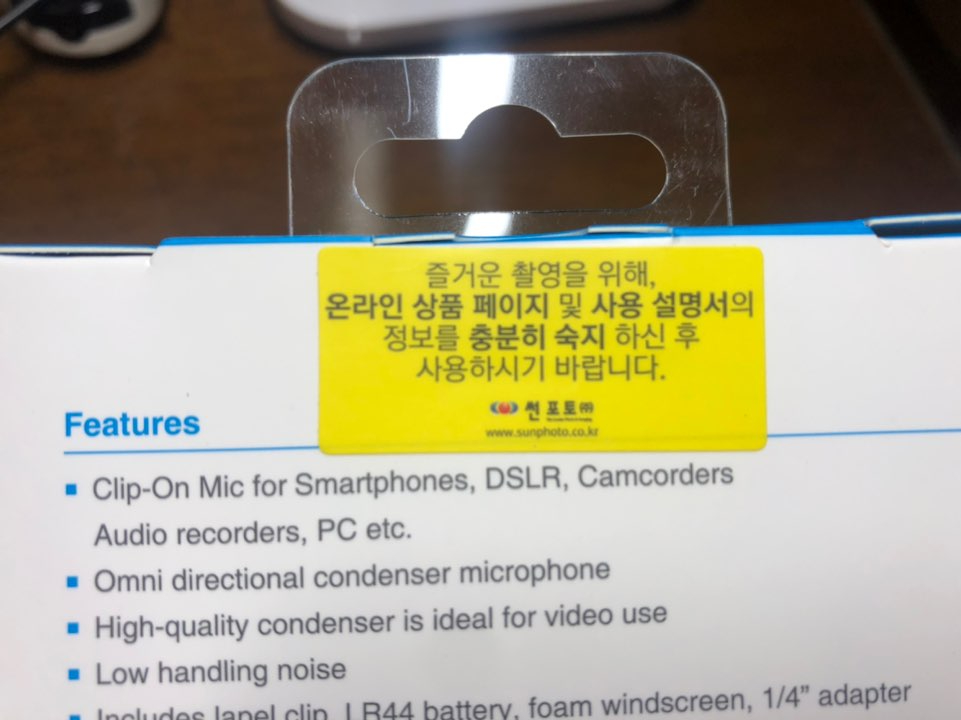 즐거운 촬영을 위해,
온라인 상품 페이지 및 사용 설명서의
정보를 충분히 숙지 하신 후
사용하시기 바랍니다.
썬포토㈜
www.sunphoto.co.kr
Features
■ Clip-On Mic for Smartphones, DSLR, Camcorders
Audio recorders, PC etc.
■ Omni directional condenser microphone
■ High-quality condenser is ideal for video use
■ Low handling noise
■ Includes lapel clip, LR44 battery, foam windscreen, 1/4” adapter